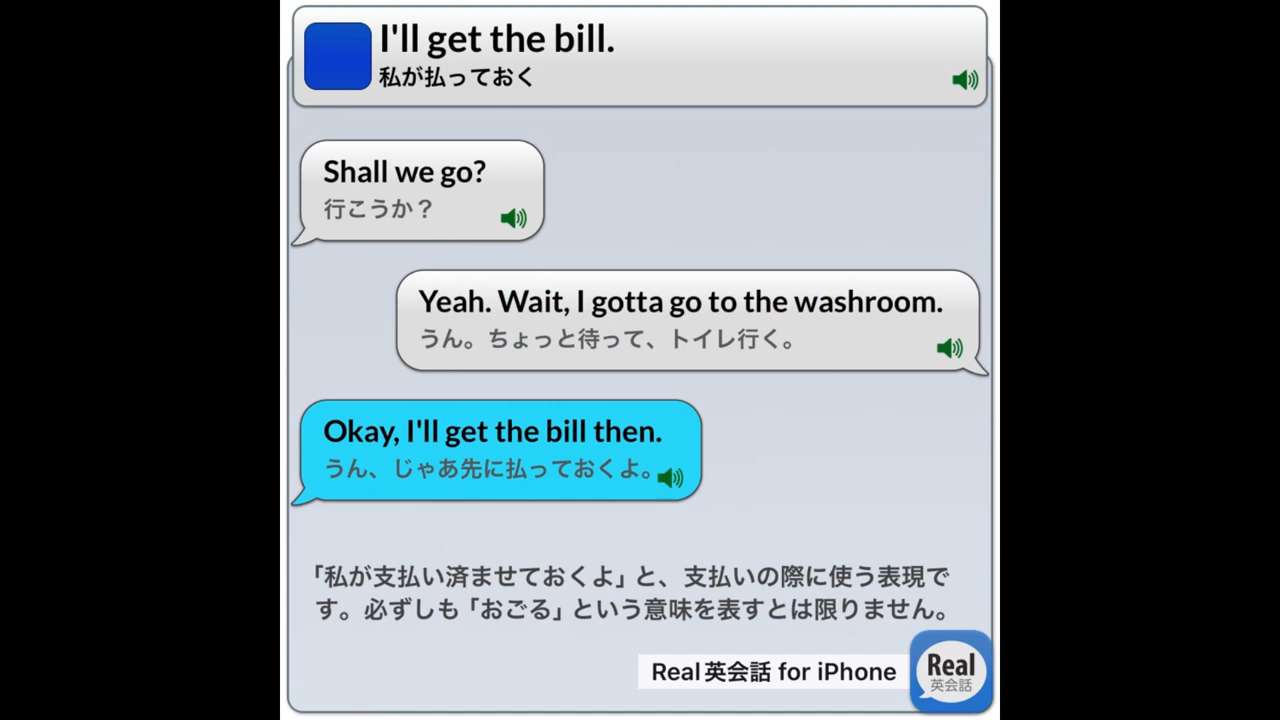 I'll get the bill.
私が払っておく
Shall we go?
行こうか？
Yeah. Wait, I gotta go to the washroom.
うん。ちょっと待って、トイレ行く。
Okay, I'll get the bill then.
うん、じゃあ先に払っておくよ。
「私が支払い済ませておくよ」と、支払いの際に使う表現で
す。必ずしも「おごる」という意味を表すとは限りません。
Real英会話 for iPhone
Real
英会話